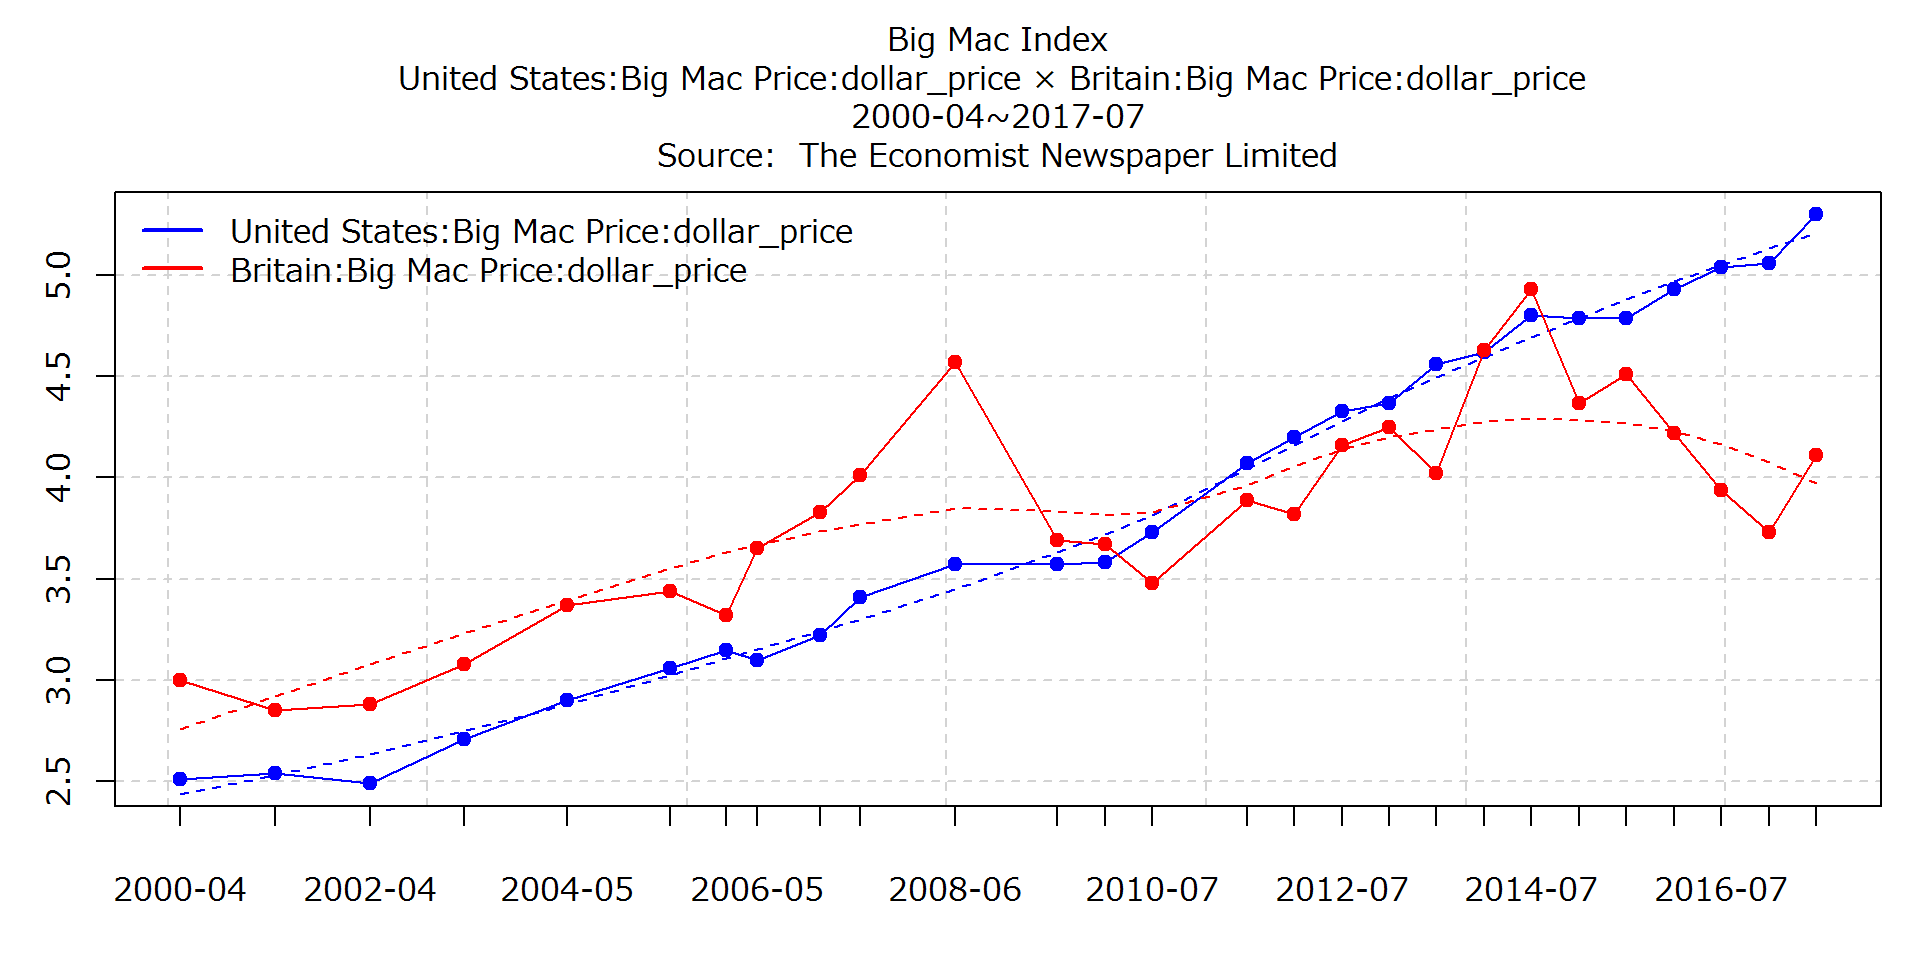 Big Mac Index
United States:Big Mac Price:dollar_price × Britain:Big Mac Price:dollar_price
2000-04~2017-07
Source:  The Economist Newspaper Limited
United States:Big Mac Price:dollar_price
Britain:Big Mac Price:dollar_price
5.0
4.5
4.0
3.5
3.0
2.5
2000-04 2002-04 2004-05 2006-05 2008-06 2010-07 2012-07 2014-07 2016-07